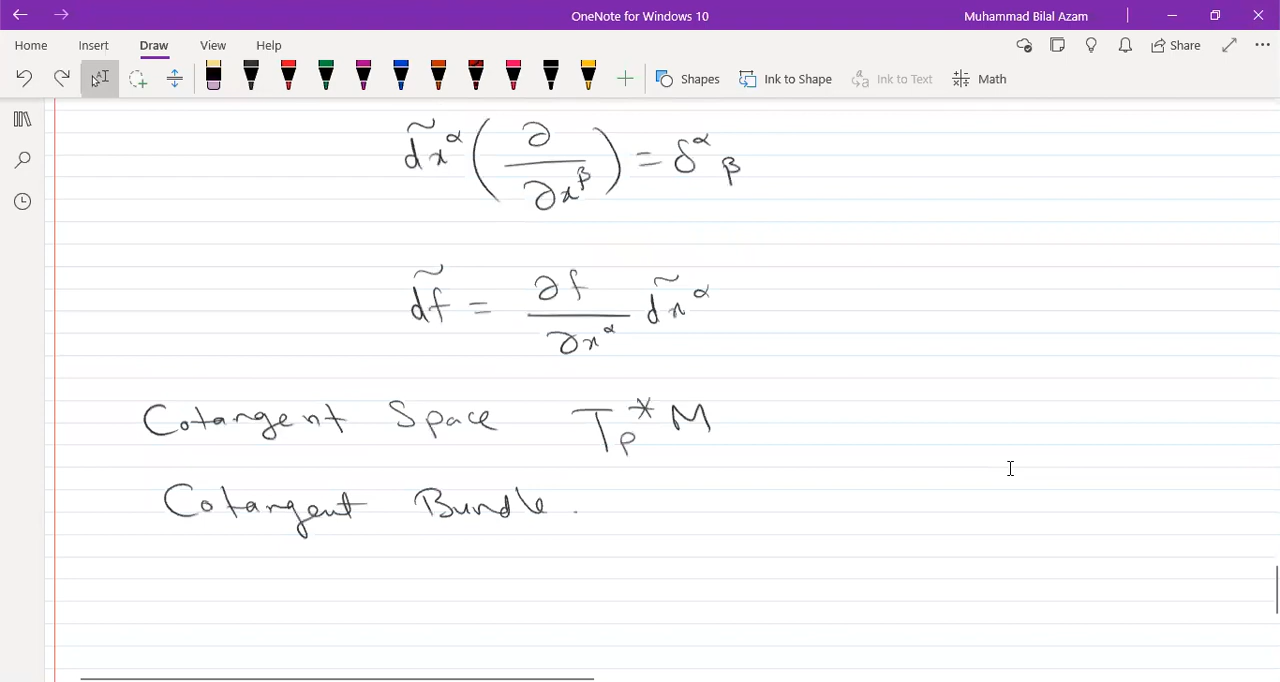 OneNote for Windows 10 Muhammad Bilal Azam
Home Insert Draw View Help Share
Shapes Ink to Shape Ink to Text Math
d̃x^α (∂/∂x^β) = δ^α_β
d̃f = ∂f/∂x^α d̃x^α
Cotangent Space T_p^* M
Cotangent Bundle.